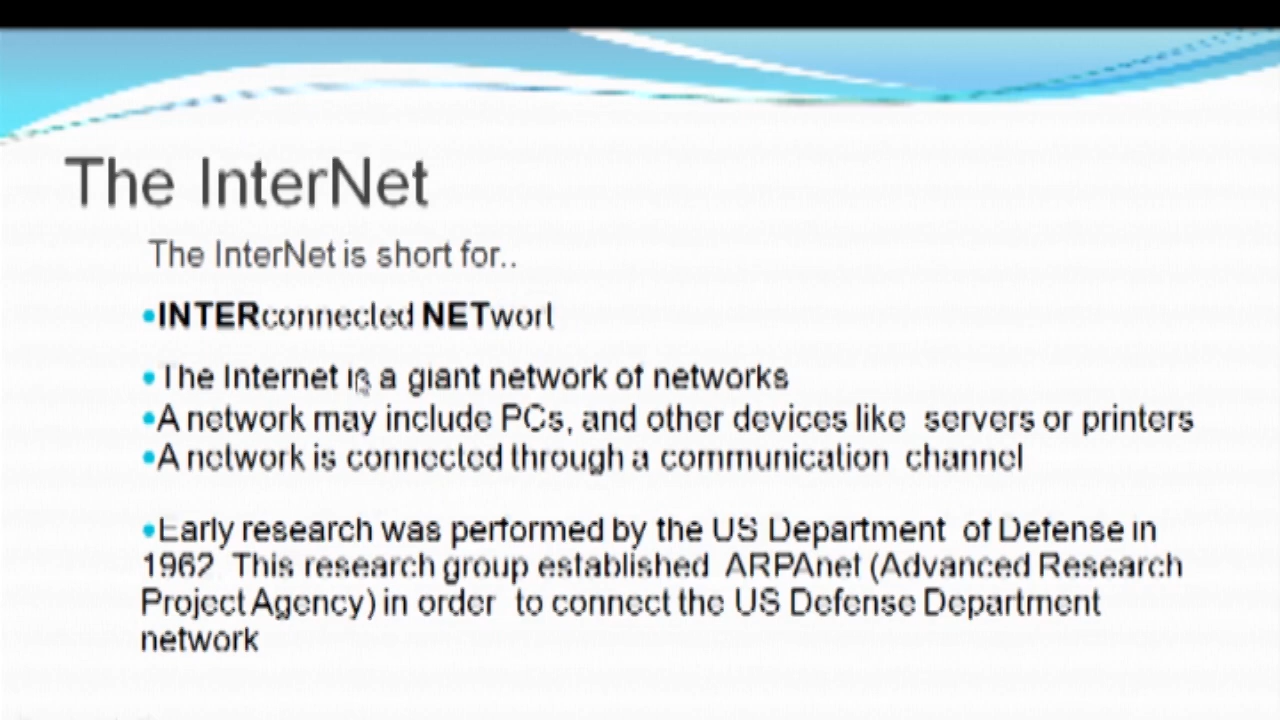 The InterNet
The InterNet is short for..
•INTERconnected NETwort
•The Internet is a giant network of networks
•A network may include PCs, and other devices like servers or printers
•A network is connected through a communication channel
•Early research was performed by the US Department of Defense in
1962. This research group established ARPAnet (Advanced Research
Project Agency) in order to connect the US Defense Department
network